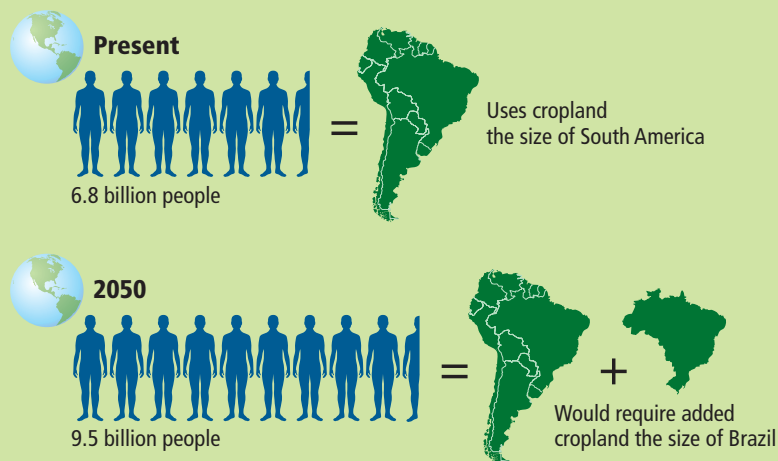 Present
6.8 billion people
=
Uses cropland
the size of South America
2050
9.5 billion people
=
+
Would require added
cropland the size of Brazil